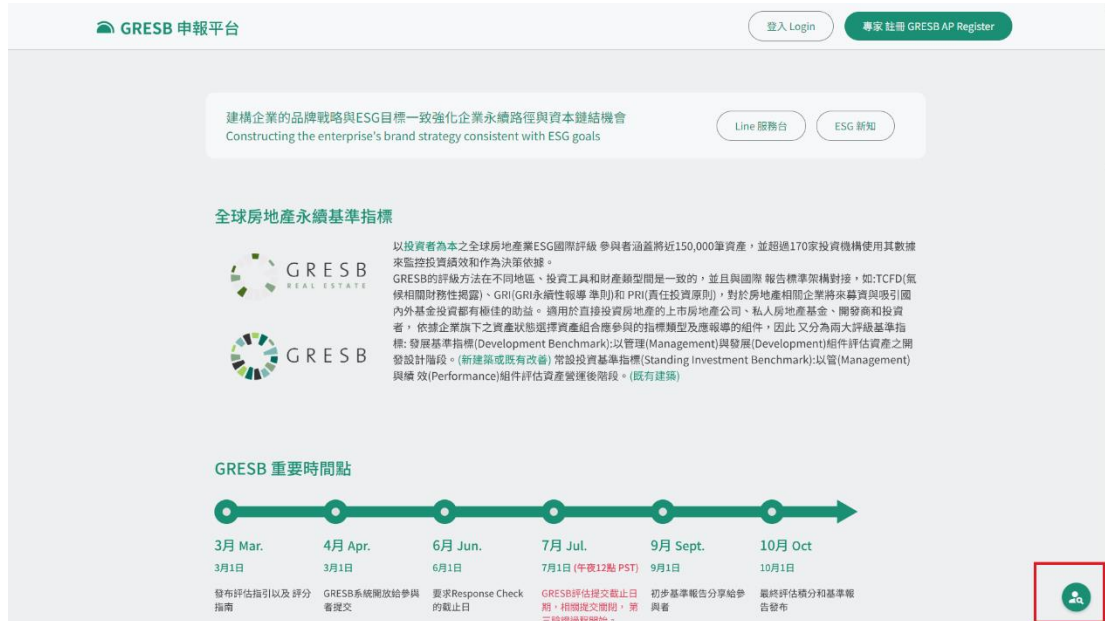 GRESB 申報平台
登入 Login
專家 註冊 GRESB AP Register
建構企業的品牌戰略與ESG目標一致強化企業永續路徑與資本鏈結機會
Constructing the enterprise's brand strategy consistent with ESG goals
Line 服務台
ESG 新知
全球房地產永續基準指標
GRESB
REAL ESTATE
GRESB
以投資者為本之全球房地產業ESG國際評級 參與者涵蓋將近150,000筆資產，並超過170家投資機構使用其數據
來監控投資績效和作為決策依據。
GRESB的評級方法在不同地區、投資工具和財產類型間是一致的，並且與國際 報告標準架構對接，如:TCFD(氣
候相關財務性揭露)、GRI(GRI永續性報導 準則)和 PRI(責任投資原則)，對於房地產相關企業將來募資與吸引國
內外基金投資都有極佳的助益。 適用於直接投資房地產的上市房地產公司、私人房地產基金、開發商和投資
者， 依據企業旗下之資產狀態選擇資產組合應參與的指標類型及應報導的組件，因此 又分為兩大評級基準指
標: 發展基準指標(Development Benchmark):以管理(Management)與發展(Development)組件評估資產之開
發設計階段。(新建築或既有改善) 常設投資基準指標(Standing Investment Benchmark):以管(Management)
與績 效(Performance)組件評估資產營運後階段。(既有建築)
GRESB 重要時間點
3月 Mar.
3月1日
發布評估指引以及 評分
指南
4月 Apr.
3月1日
GRESB系統開放給參與
者提交
6月 Jun.
6月1日
要求Response Check
的截止日
7月 Jul.
7月1日 (午夜12點 PST)
GRESB評估提交截止日
期，相關提交關閉， 第
三驗證過程開始。
9月 Sept.
9月1日
初步基準報告分享給參
與者
10月 Oct
10月1日
最終評估積分和基準報
告發布